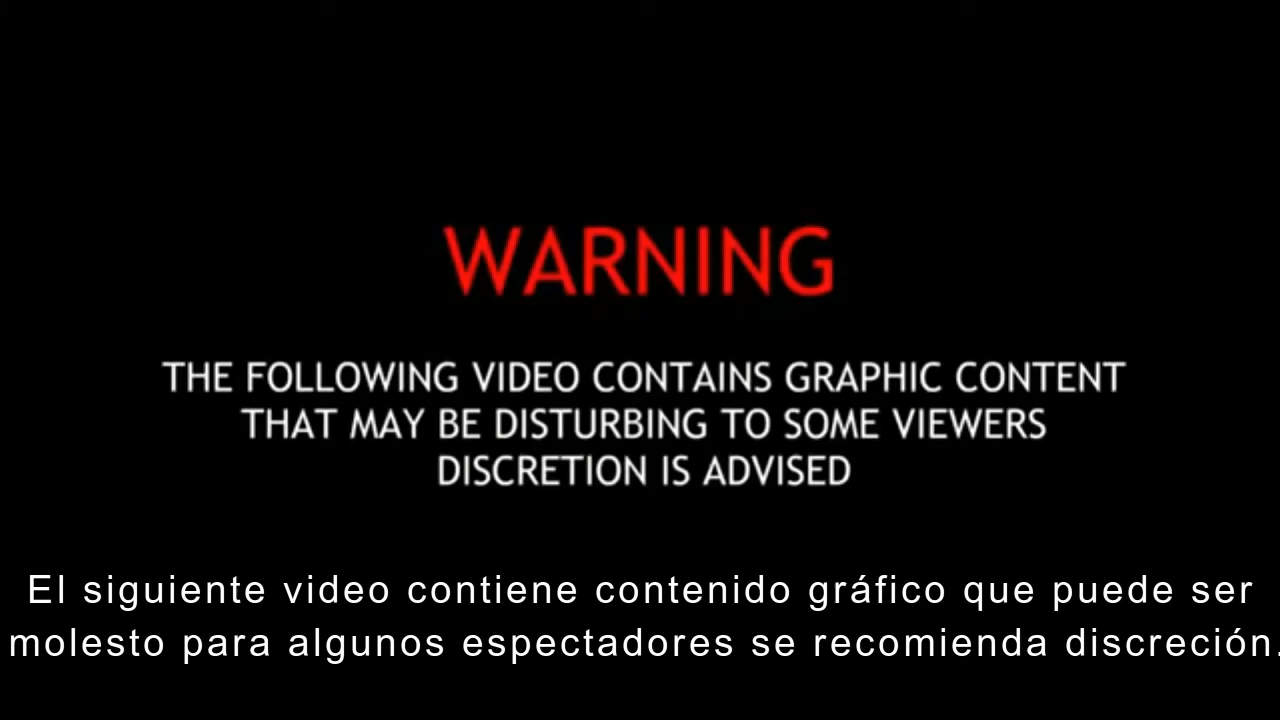 WARNING
THE FOLLOWING VIDEO CONTAINS GRAPHIC CONTENT
THAT MAY BE DISTURBING TO SOME VIEWERS
DISCRETION IS ADVISED
El siguiente video contiene contenido gráfico que puede ser
molesto para algunos espectadores se recomienda discreción.